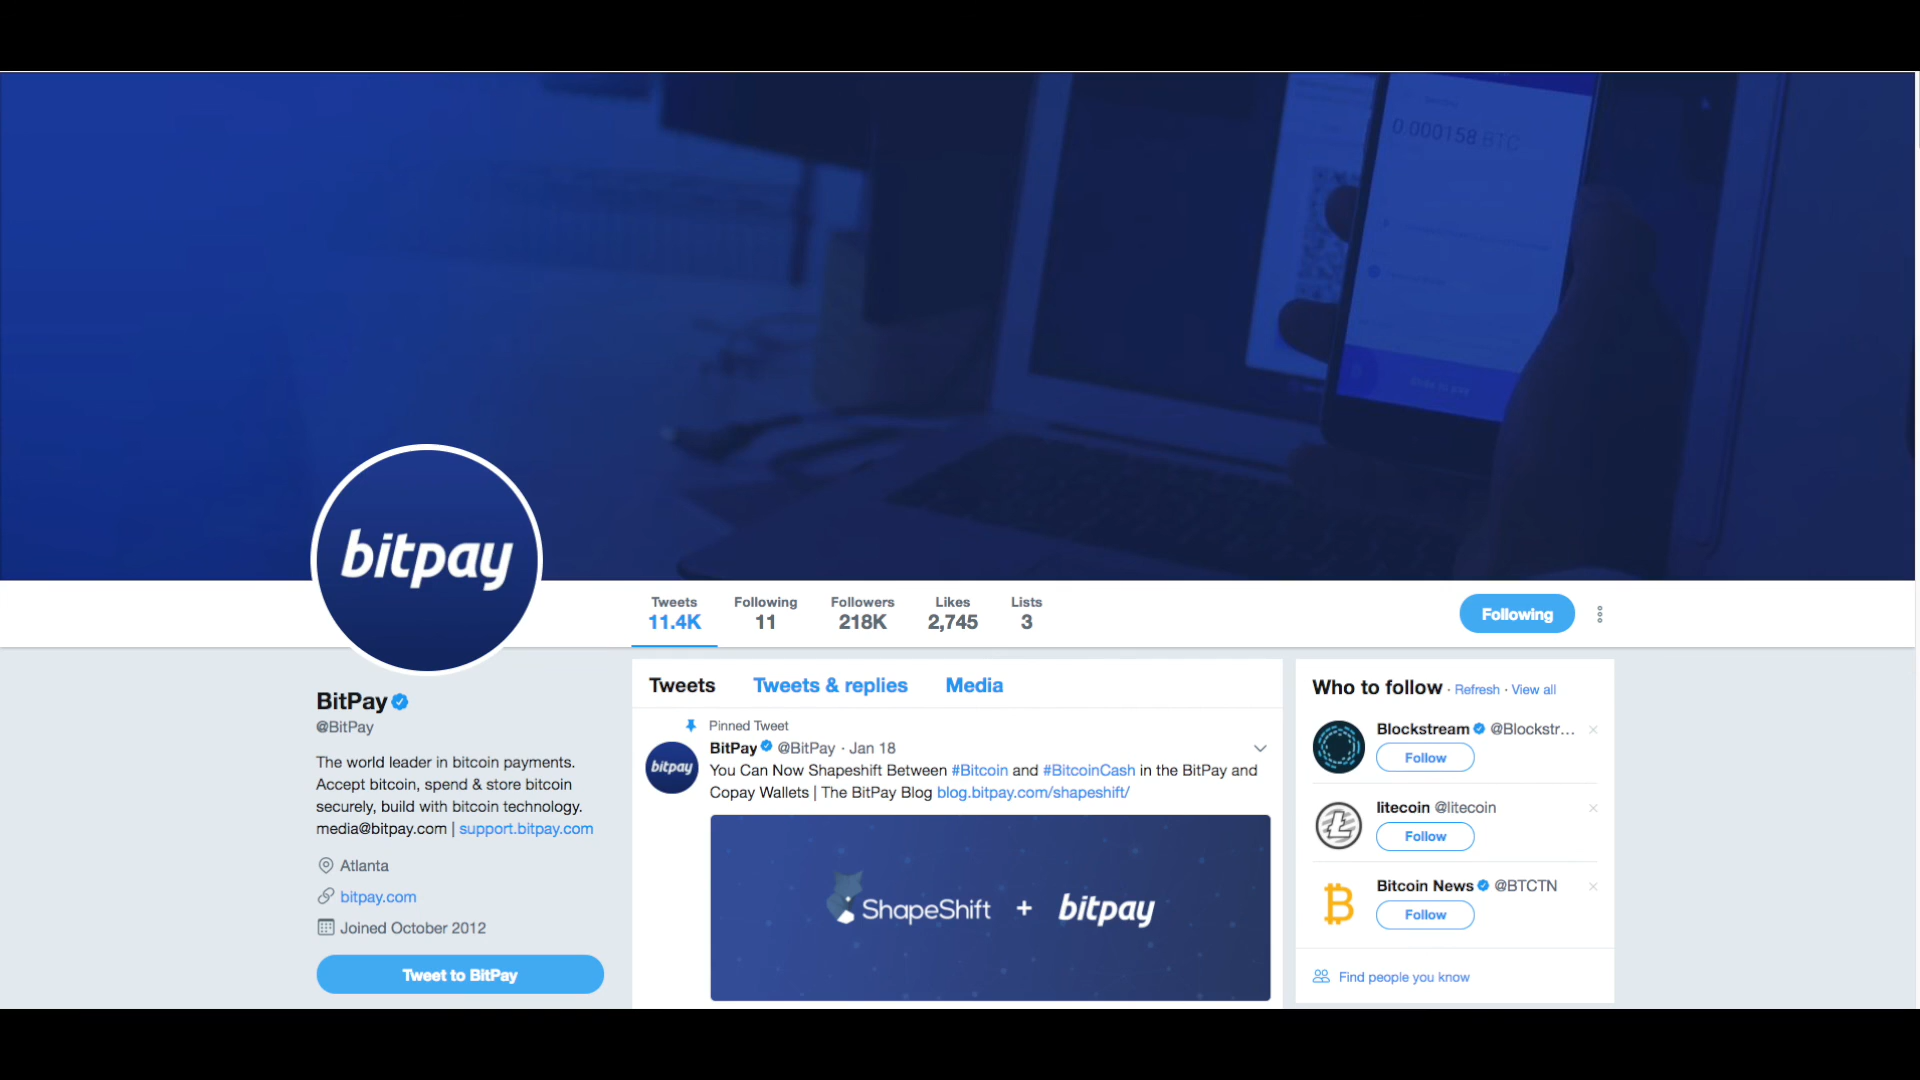 0.000158 BTC
bitpay
Tweets
11.4K
Following
11
Followers
218K
Likes
2,745
Lists
3
Following
BitPay
@BitPay
The world leader in bitcoin payments.
Accept bitcoin, spend & store bitcoin
securely, build with bitcoin technology.
media@bitpay.com | support.bitpay.com
Atlanta
bitpay.com
Joined October 2012
Tweet to BitPay
Tweets Tweets & replies Media
Pinned Tweet
bitpay
BitPay @BitPay · Jan 18
You Can Now Shapeshift Between #Bitcoin and #BitcoinCash in the BitPay and
Copay Wallets | The BitPay Blog blog.bitpay.com/shapeshift/
ShapeShift + bitpay
Who to follow · Refresh · View all
Blockstream @Blockstr...
Follow
litecoin @litecoin
Follow
Bitcoin News @BTCTN
Follow
Find people you know